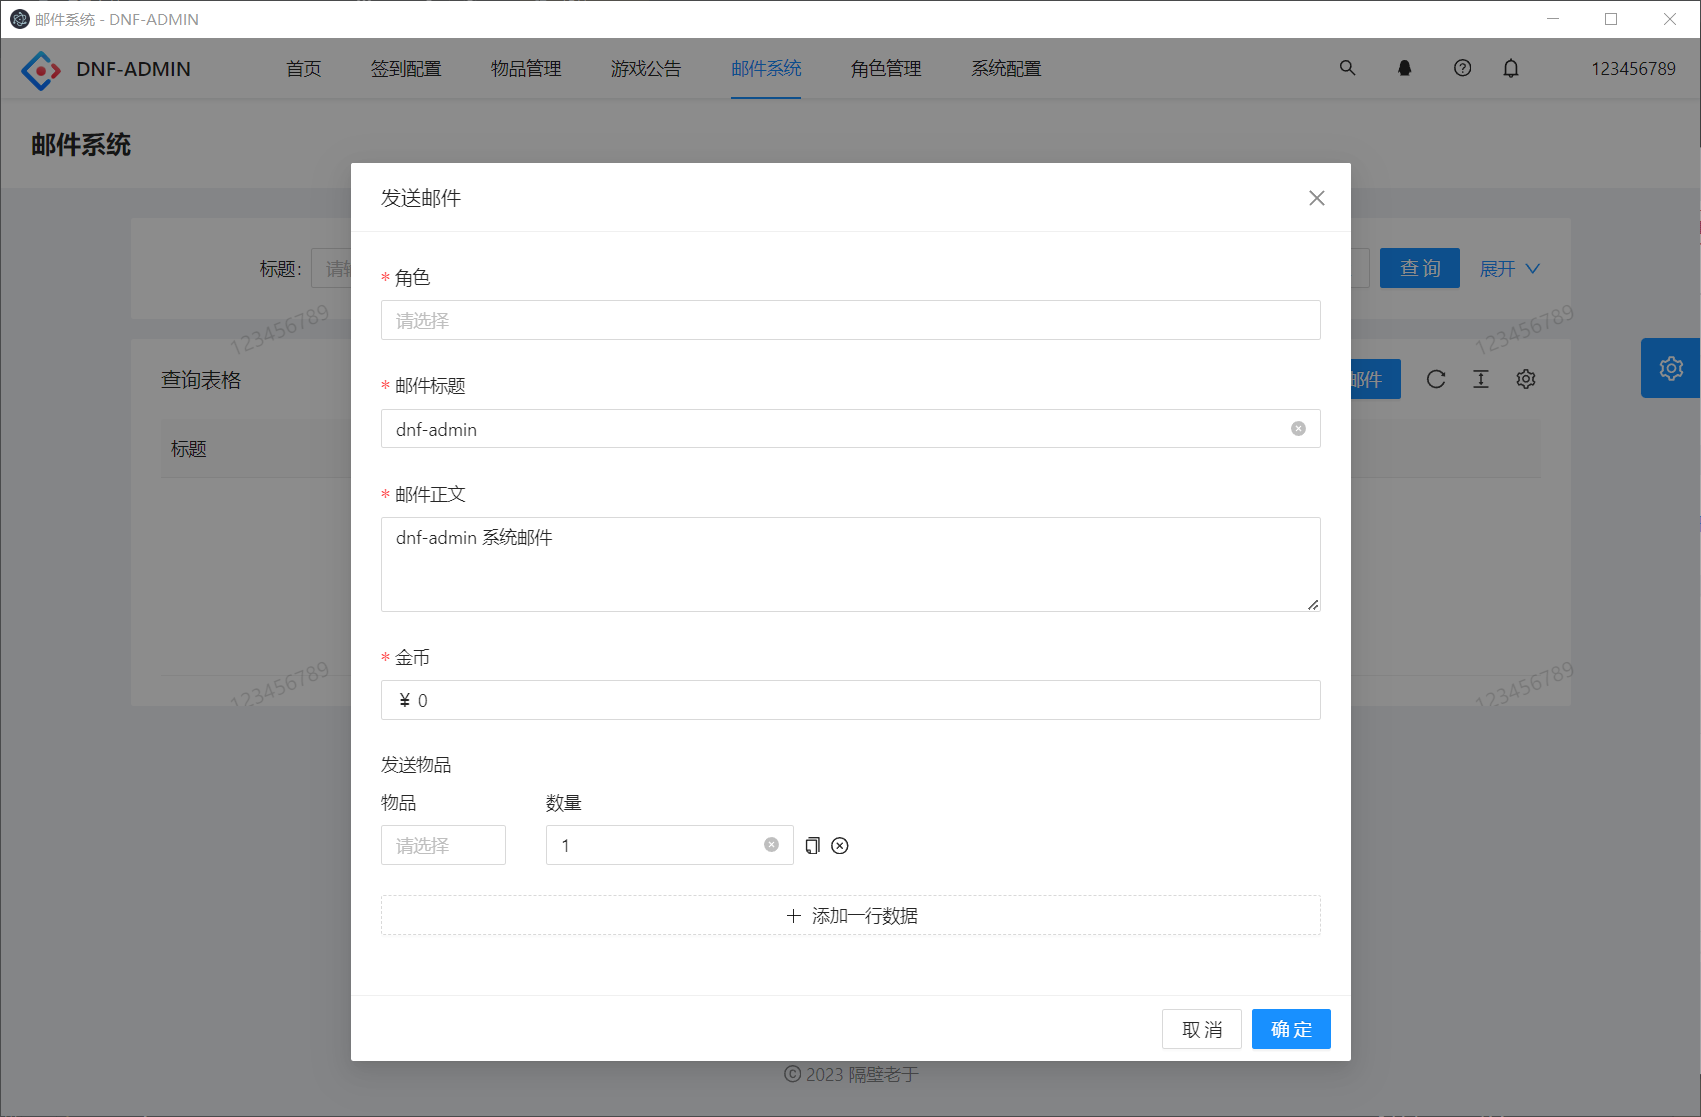 邮件系统 - DNF-ADMIN
DNF-ADMIN 首页 签到配置 物品管理 游戏公告 邮件系统 角色管理 系统配置 123456789
邮件系统
发送邮件
标题: 请输
查询 展开
* 角色
请选择
123456789 123456789
查询表格
邮件
* 邮件标题
dnf-admin
标题
* 邮件正文
dnf-admin 系统邮件
* 金币
¥ 0
123456789 123456789
发送物品
物品 数量
请选择 1
添加一行数据
取消 确定
© 2023 隔壁老于